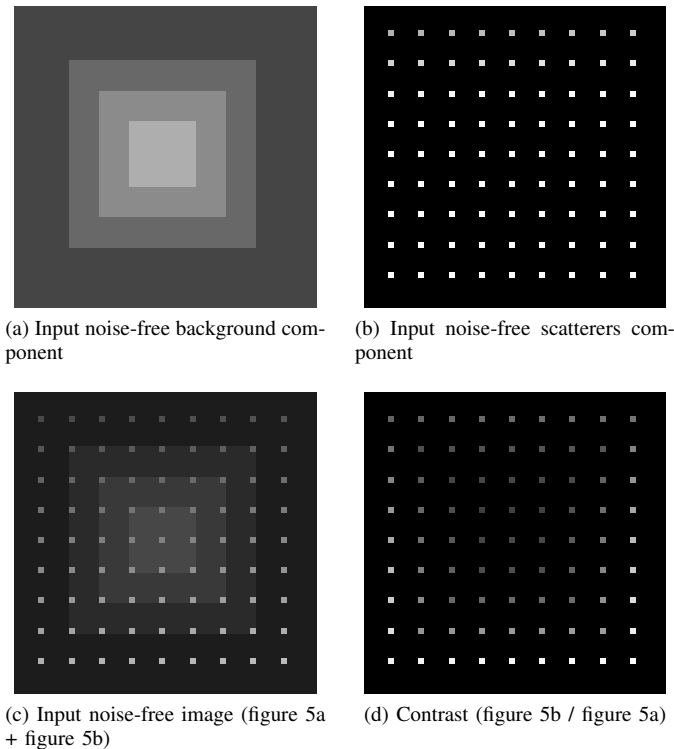 (a) Input noise-free background com-
ponent
(b) Input noise-free scatterers com-
ponent
(c) Input noise-free image (figure 5a
+ figure 5b)
(d) Contrast (figure 5b / figure 5a)